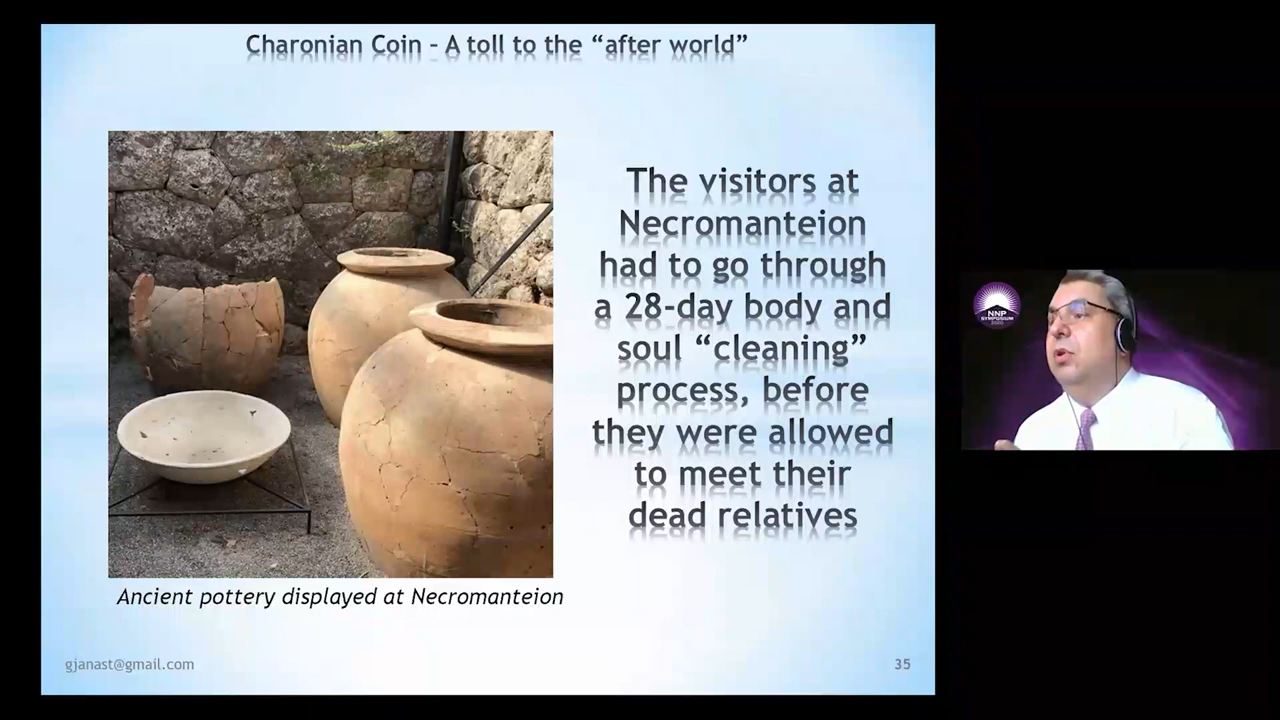 Charonian Coin – A toll to the “after world”
The visitors at
Necromanteion
had to go through
a 28-day body and
soul “cleaning”
process, before
they were allowed
to meet their
dead relatives
Ancient pottery displayed at Necromanteion
gjanast@gmail.com
35
NNP
SYMPOSIUM